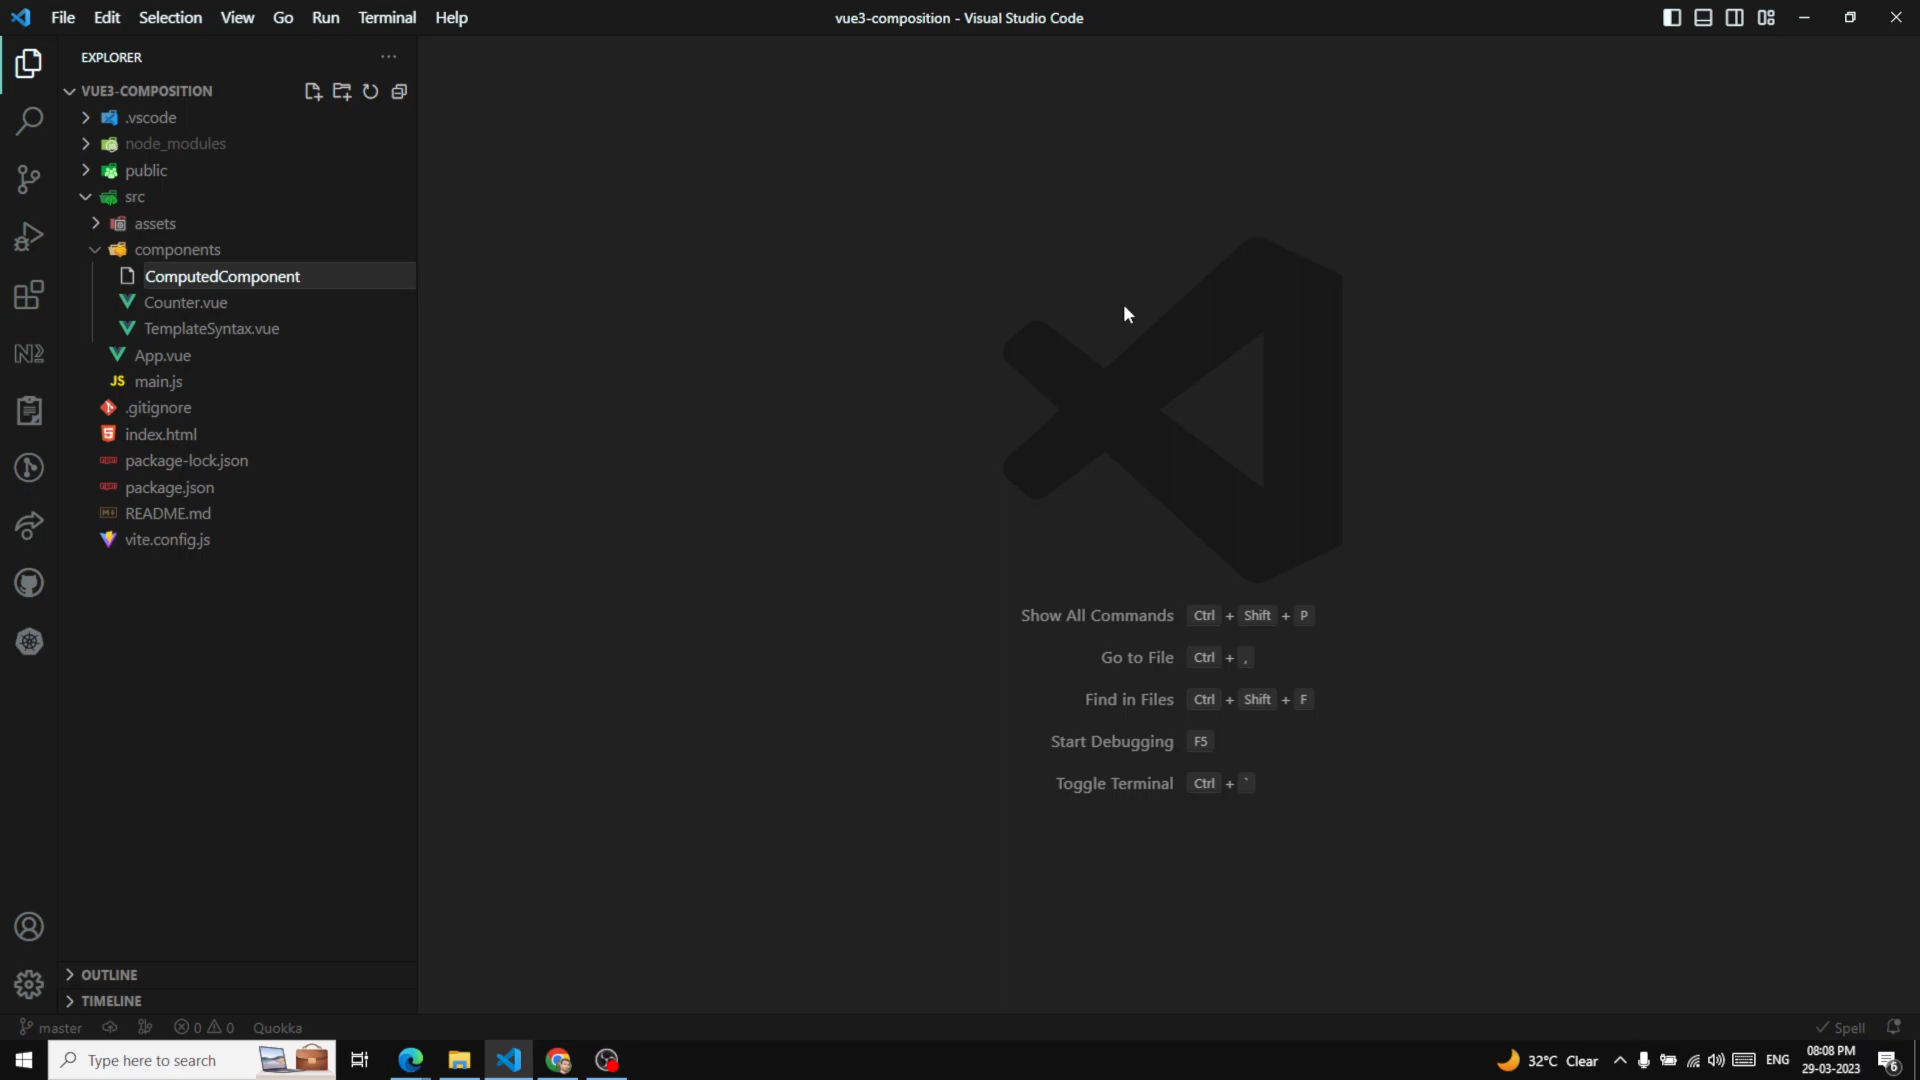 File Edit Selection View Go Run Terminal Help
vue3-composition - Visual Studio Code
EXPLORER
VUE3-COMPOSITION
.vscode
node_modules
public
src
assets
components
ComputedComponent
Counter.vue
TemplateSyntax.vue
App.vue
JS main.js
.gitignore
index.html
package-lock.json
package.json
README.md
vite.config.js
Show All Commands Ctrl + Shift + P
Go to File Ctrl + ,
Find in Files Ctrl + Shift + F
Start Debugging F5
Toggle Terminal Ctrl + `
OUTLINE
TIMELINE
master 0 0 Quokka
Spell
Type here to search
32°C Clear
ENG
08:08 PM
29-03-2023
6